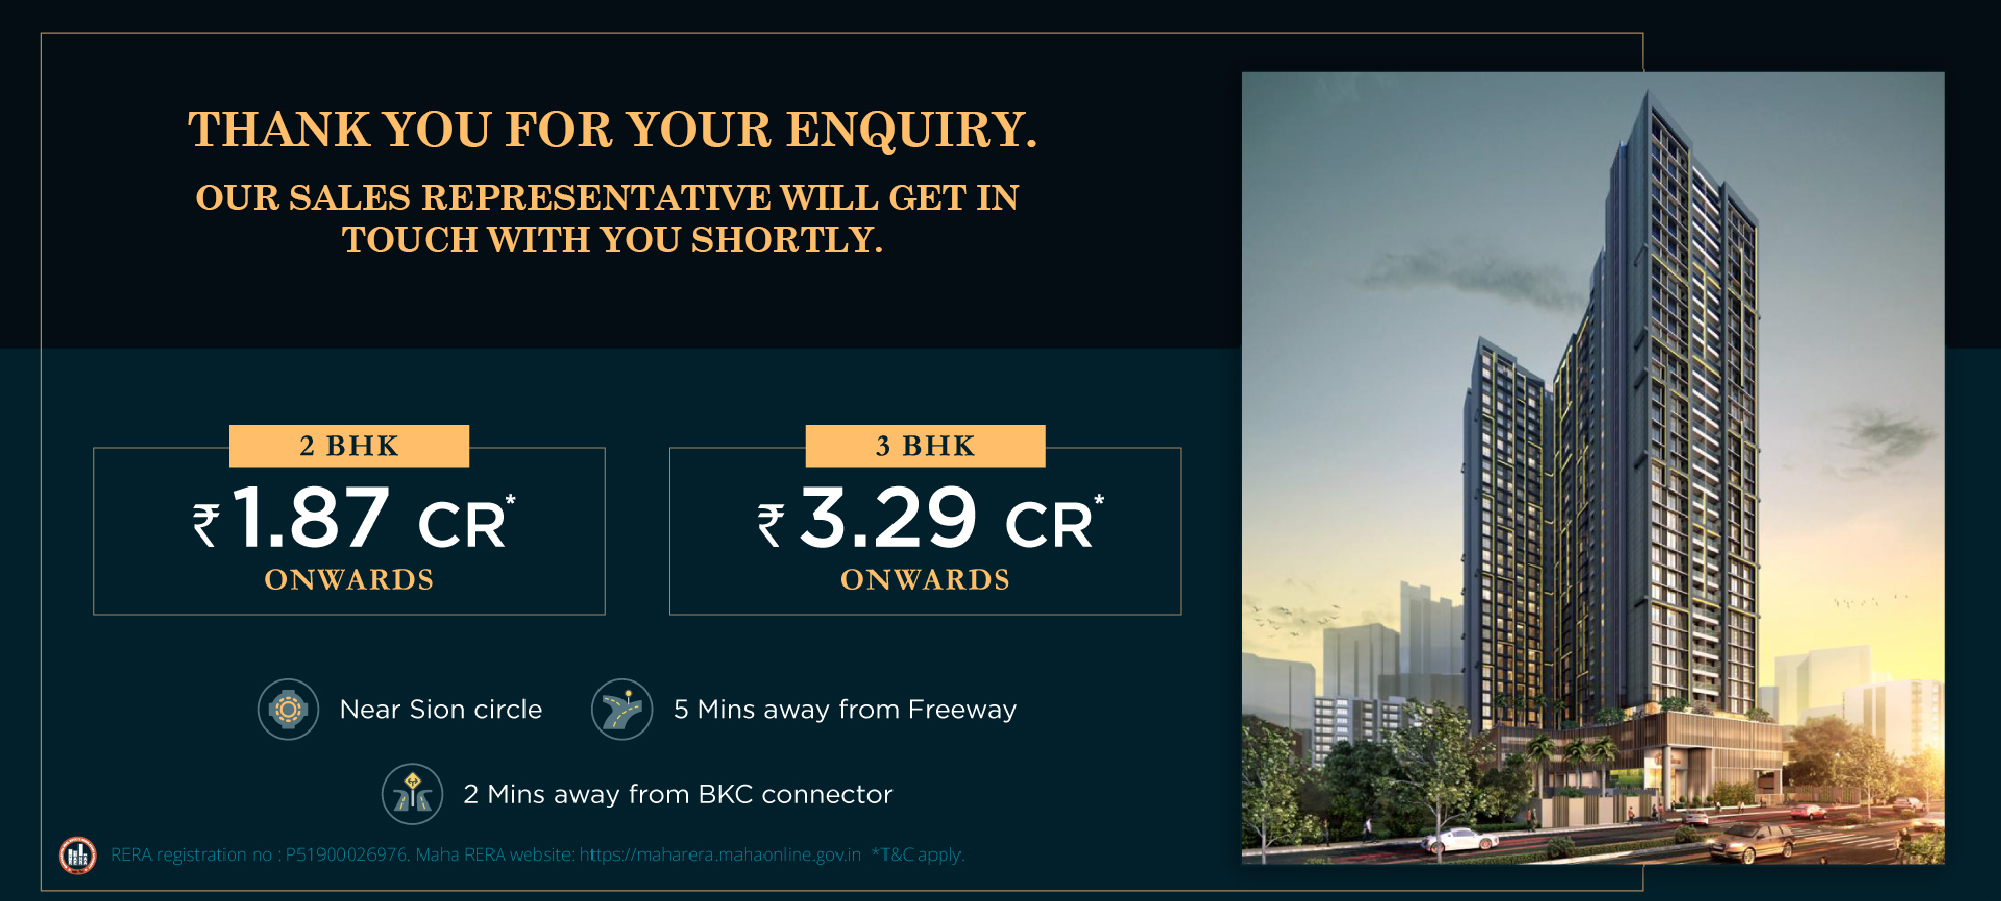 THANK YOU FOR YOUR ENQUIRY.
OUR SALES REPRESENTATIVE WILL GET IN
TOUCH WITH YOU SHORTLY.
2 BHK
₹1.87 CR*
ONWARDS
3 BHK
₹3.29 CR*
ONWARDS
Near Sion circle
5 Mins away from Freeway
2 Mins away from BKC connector
RERA registration no : P51900026976. Maha RERA website: https://maharera.mahaonline.gov.in *T&C apply.